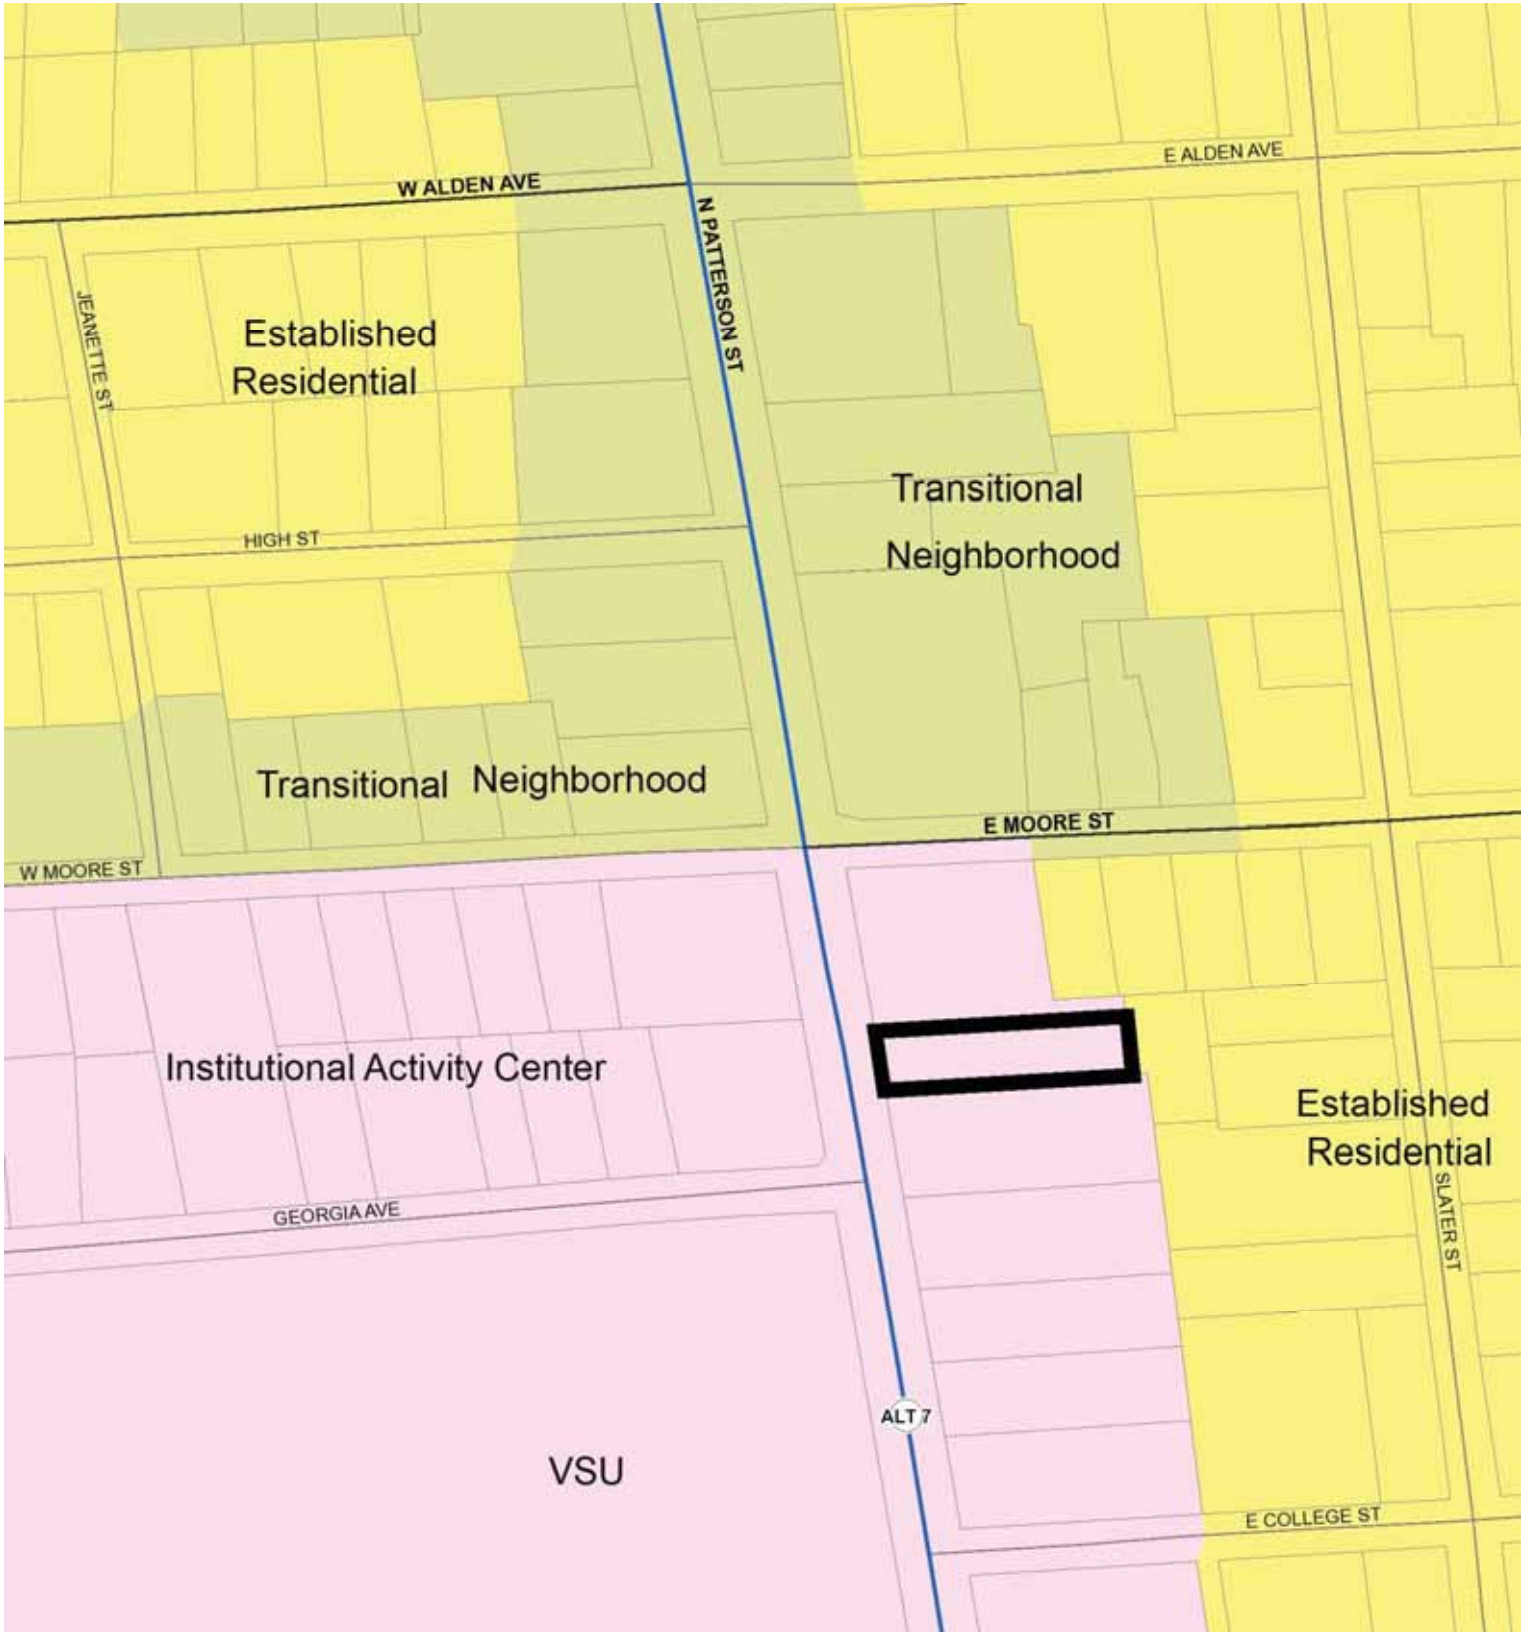 E ALDEN AVE
W ALDEN AVE
N PATTERSON ST
JEANETTE ST
Established
Residential
Transitional
Neighborhood
HIGH ST
Transitional Neighborhood
E MOORE ST
W MOORE ST
Institutional Activity Center
Established
Residential
SLATER ST
GEORGIA AVE
ALT 7
VSU
E COLLEGE ST